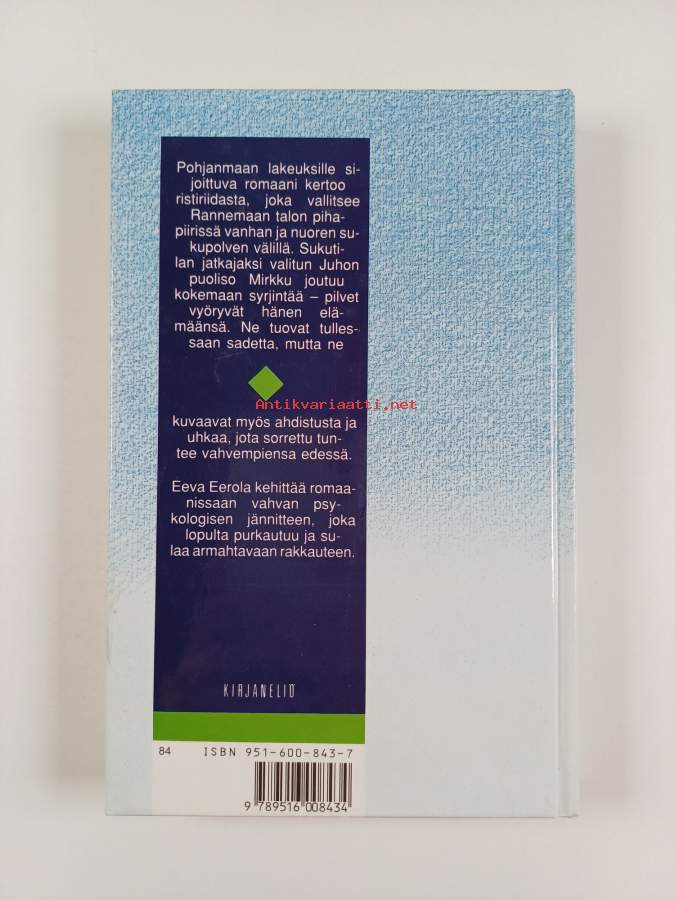 Pohjanmaan lakeuksille si-
joittuva romaani kertoo
ristiriidasta, joka vallitsee
Rannemaan talon piha-
piirissä vanhan ja nuoren su-
kupolven välillä. Sukuti-
lan jatkajaksi valitun Juhon
puoliso Mirkku joutuu
kokemaan syrjintää – pilvet
vyöryvät hänen elä-
määnsä. Ne tuovat tulles-
saan sadetta, mutta ne
Antikvariaatti.net
kuvaavat myös ahdistusta ja
uhkaa, jota sorrettu tun-
tee vahvempiensa edessä.
Eeva Eerola kehittää romaa-
nissaan vahvan psy-
kologisen jännitteen, joka
lopulta purkautuu ja su-
laa armahtavaan rakkauteen.
KIRJANELIÖ
84 ISBN 951-600-843-7
9 789516 008434